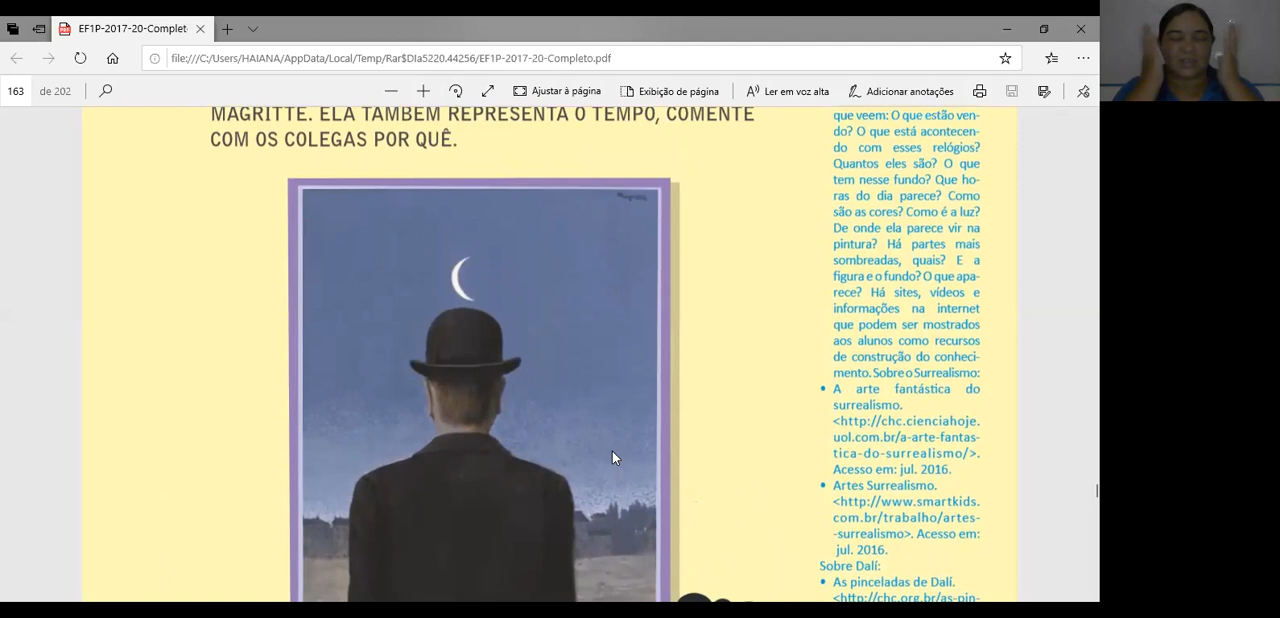 EF1P-2017-20-Complet
file:///C:/Users/HAIANA/AppData/Local/Temp/Rar$DIa5220.44256/EF1P-2017-20-Completo.pdf
163 de 202
Ajustar à página
Exibição de página
Ler em voz alta
Adicionar anotações
MAGRITTE. ELA TAMBÉM REPRESENTA O TEMPO, COMENTE
COM OS COLEGAS POR QUÊ.
Magritte
que veem: O que estão ven-
do? O que está acontecen-
do com esses relógios?
Quantos eles são? O que
tem nesse fundo? Que ho-
ras do dia parece? Como
são as cores? Como é a luz?
De onde ela parece vir na
pintura? Há partes mais
sombreadas, quais? E a
figura e o fundo? O que apa-
rece? Há sites, vídeos e
informações na internet
que podem ser mostrados
aos alunos como recursos
de construção do conheci-
mento. Sobre o Surrealismo:
• A arte fantástica do
surrealismo.
<http://chc.cienciahoje.
uol.com.br/a-arte-fantas-
tica-do-surrealismo/>.
Acesso em: jul. 2016.
• Artes Surrealismo.
<http://www.smartkids.
com.br/trabalho/artes-
-surrealismo>. Acesso em:
jul. 2016.
Sobre Dalí:
• As pinceladas de Dalí.
<http://chc.org.br/as-pin-